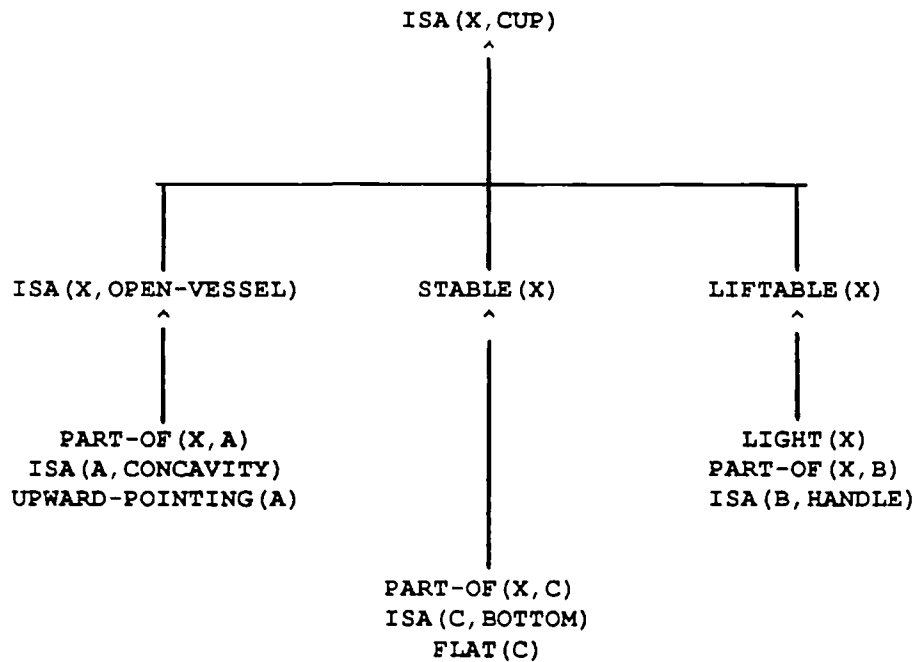 ISA(X,CUP)
ISA(X,OPEN-VESSEL)
STABLE(X)
LIFTABLE(X)
PART-OF(X,A)
ISA(A,CONCAVITY)
UPWARD-POINTING(A)
LIGHT(X)
PART-OF(X,B)
ISA(B,HANDLE)
PART-OF(X,C)
ISA(C,BOTTOM)
FLAT(C)